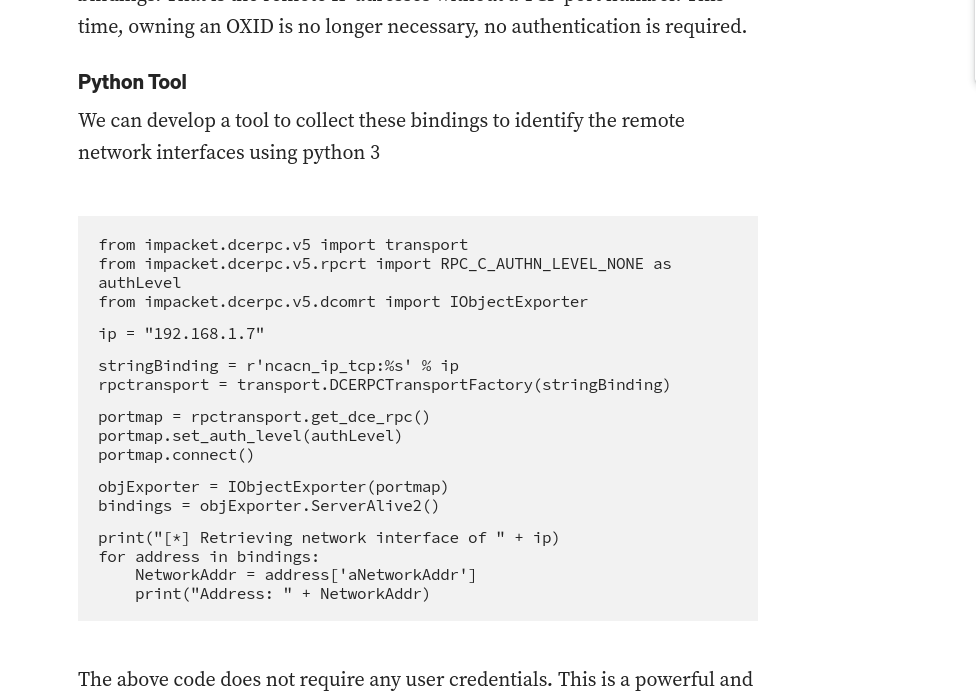 time, owning an OXID is no longer necessary, no authentication is required.
Python Tool
We can develop a tool to collect these bindings to identify the remote
network interfaces using python 3
from impacket.dcerpc.v5 import transport
from impacket.dcerpc.v5.rpcrt import RPC_C_AUTHN_LEVEL_NONE as
authLevel
from impacket.dcerpc.v5.dcomrt import IObjectExporter
ip = "192.168.1.7"
stringBinding = r'ncacn_ip_tcp:%s' % ip
rpctransport = transport.DCERPCTransportFactory(stringBinding)
portmap = rpctransport.get_dce_rpc()
portmap.set_auth_level(authLevel)
portmap.connect()
objExporter = IObjectExporter(portmap)
bindings = objExporter.ServerAlive2()
print("[*] Retrieving network interface of " + ip)
for address in bindings:
    NetworkAddr = address['aNetworkAddr']
    print("Address: " + NetworkAddr)
The above code does not require any user credentials. This is a powerful and